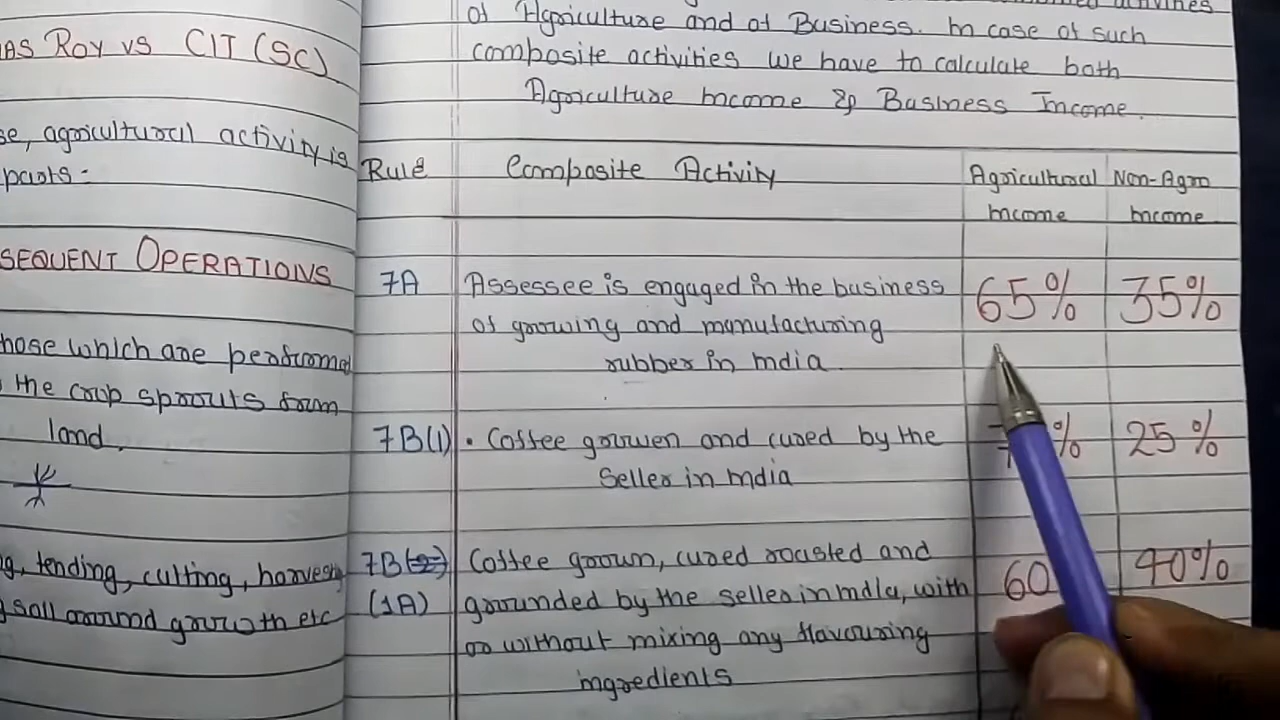 AS ROY VS CIT (SC)
se, agricultural activity is
parts:-
SEQUENT OPERATIONS
hose which are performed
the crop sprouts from
land.
g, tending, cutting, harvesting
soil around growth etc
activities
of Agriculture and of Business. In case of such
composite activities we have to calculate both
Agriculture Income & Business Income.
Rule Composite Activity Agricultural Income Non-Agro Income
7A Assessee is engaged in the business 65% 35%
of growing and manufacturing
rubber in India.
7B(1) • Coffee grouwen and cured by the % 25%
Seller in India
7B Coffee grown, cured roasted and 60 40%
(1A) grounded by the seller in India, with
or without mixing any flavouring
ingredients